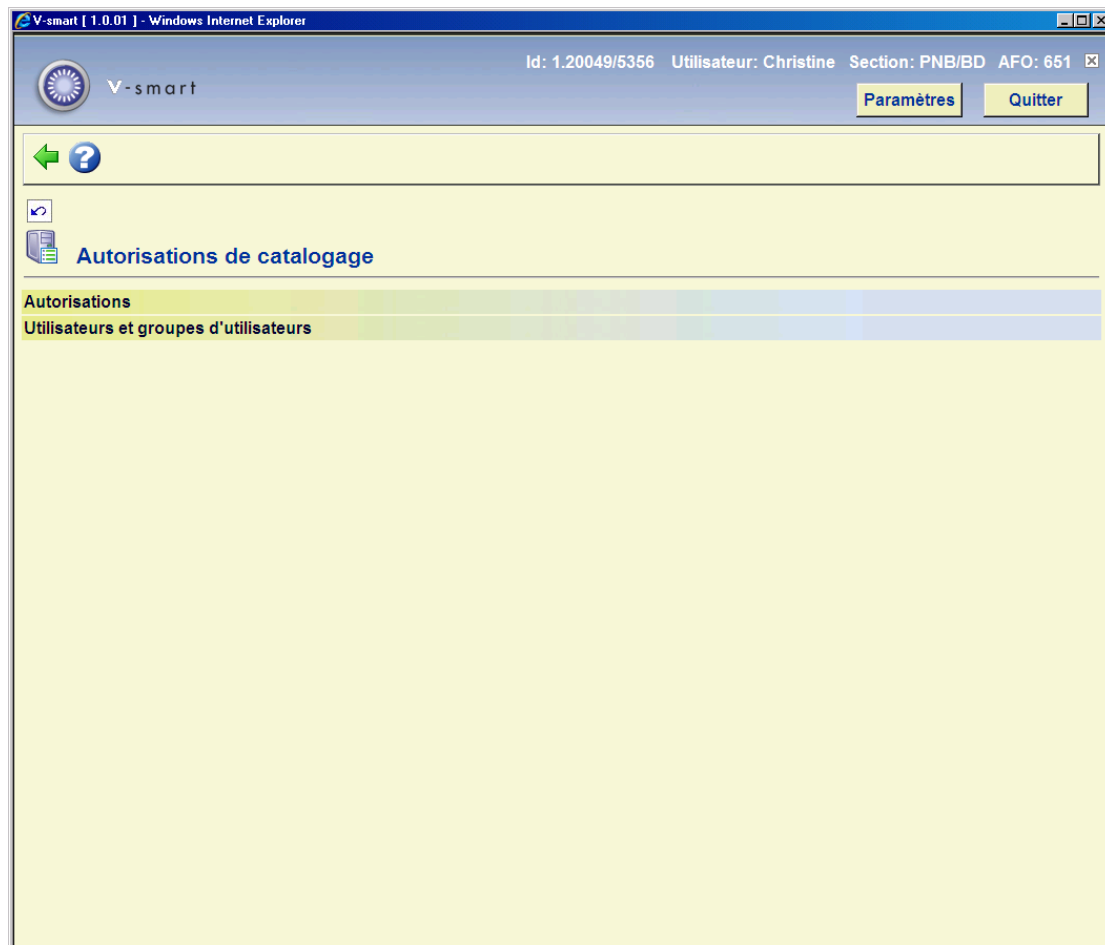 V-smart [ 1.0.01 ] - Windows Internet Explorer
Id: 1.20049/5356 Utilisateur: Christine Section: PNB/BD AFO: 651
V-smart
Paramètres Quitter
Autorisations de catalogage
Autorisations
Utilisateurs et groupes d'utilisateurs